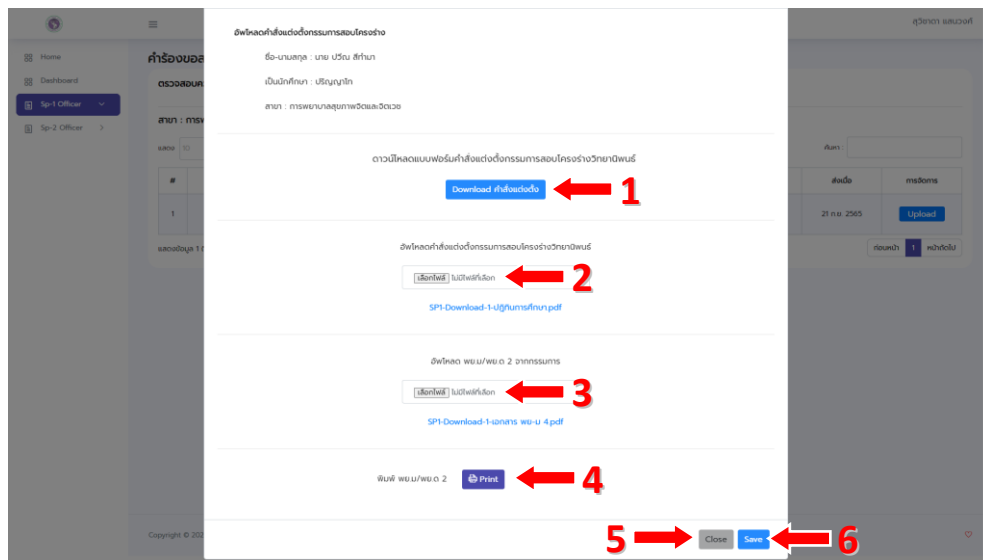 สุวิชาดา แสนวงศ์
Home
Dashboard
Sp-1 Officer
Sp-2 Officer
คำร้องขอส
ตรวจสอบค
สาขา : การพ
แสดง 10
ค้นหา :
#
ส่งเมื่อ
การจัดการ
1
21 ก.ย. 2565
Upload
แสดงข้อมูล 1 ถ
ก่อนหน้า 1 หน้าถัดไป
อัพโหลดคำสั่งแต่งตั้งกรรมการสอบโครงร่าง
ชื่อ-นามสกุล : นาย ปวีณ สีทำมา
เป็นนักศึกษา : ปริญญาโท
สาขา : การพยาบาลสุขภาพจิตและจิตเวช
ดาวน์โหลดแบบฟอร์มคำสั่งแต่งตั้งกรรมการสอบโครงร่างวิทยานิพนธ์
Download คำสั่งแต่งตั้ง 1
อัพโหลดคำสั่งแต่งตั้งกรรมการสอบโครงร่างวิทยานิพนธ์
เลือกไฟล์ ไม่มีไฟล์ที่เลือก 2
SP1-Download-1-ปฏิทินการศึกษา.pdf
อัพโหลด พย.ม/พย.ด 2 จากกรรมการ
เลือกไฟล์ ไม่มีไฟล์ที่เลือก 3
SP1-Download-1-เอกสาร พย-ม 4.pdf
พิมพ์ พย.ม/พย.ด 2 Print 4
5 Close Save 6
Copyright © 202